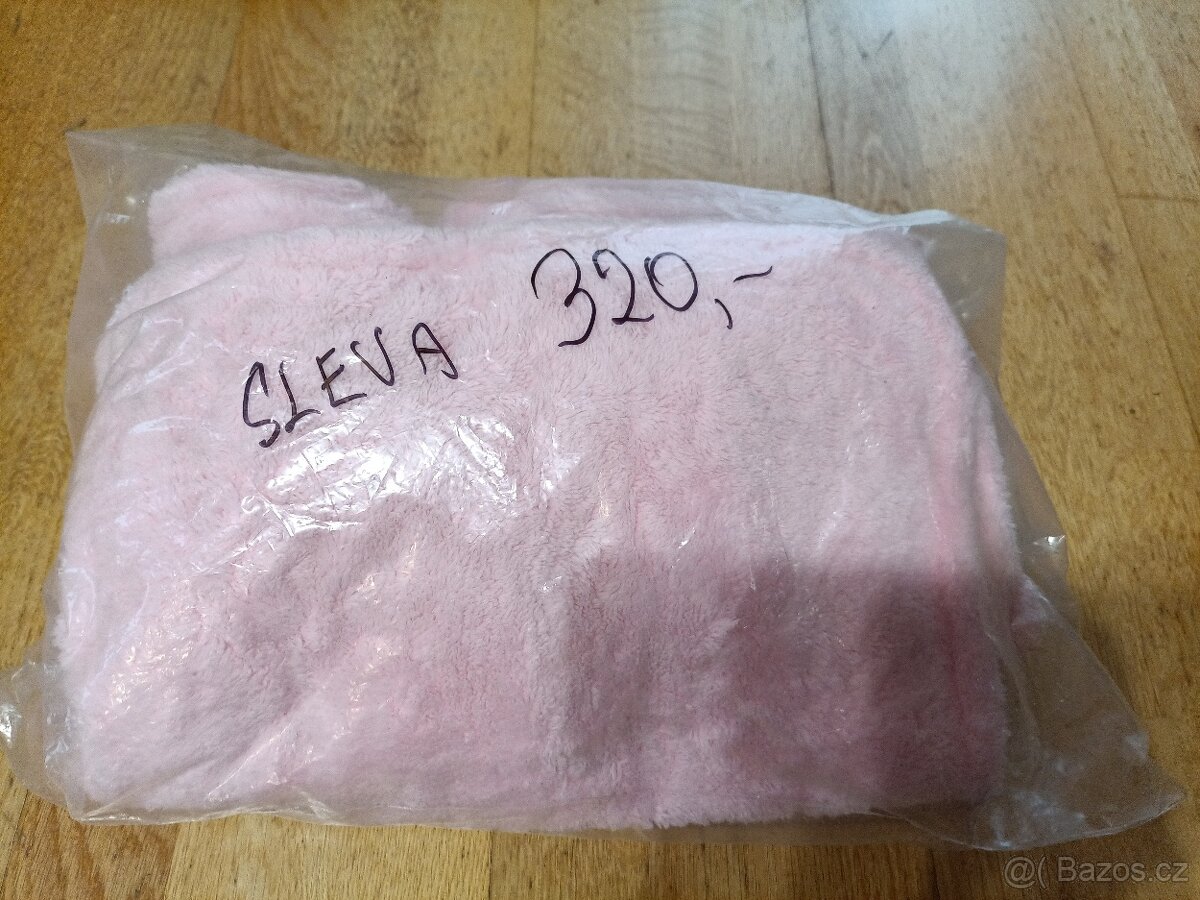 SLEVA 320,-
@( Bazos.cz